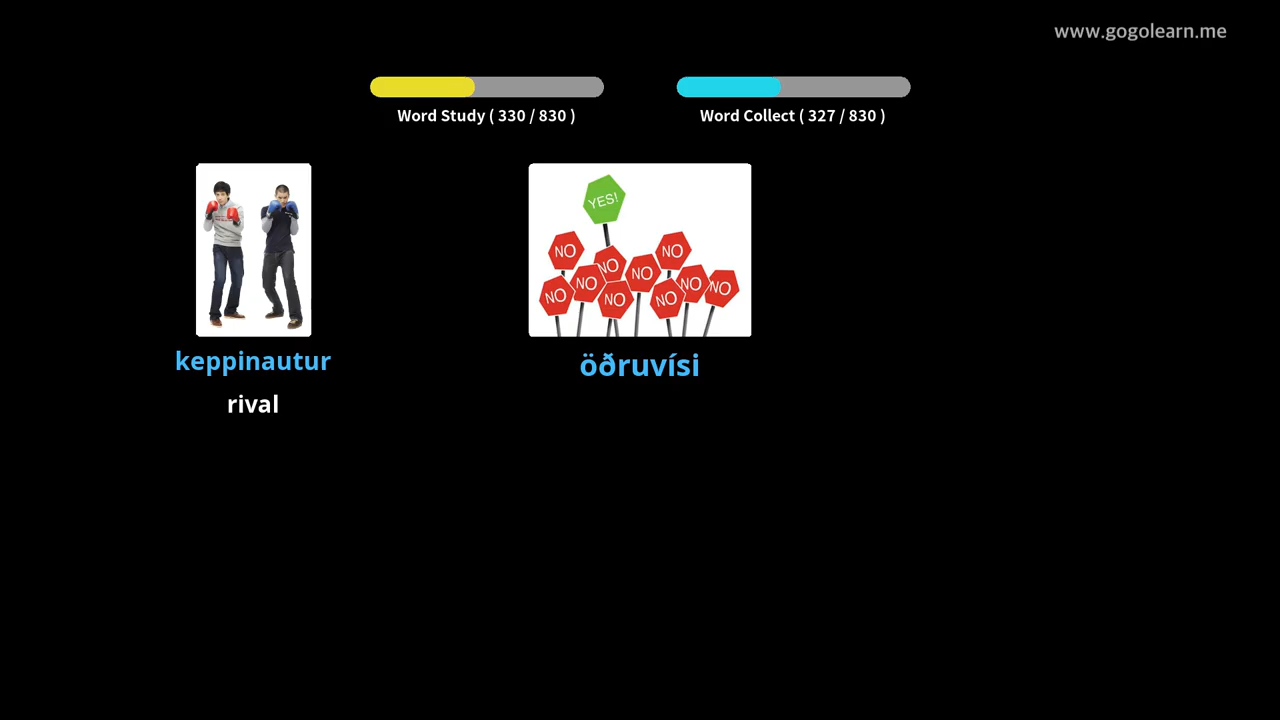 www.gogolearn.me
Word Study ( 330 / 830 )
Word Collect ( 327 / 830 )
YES!
NO
NO
NO
NO
NO
NO
NO
NO
NO
NO
keppinautur
öðruvísi
rival